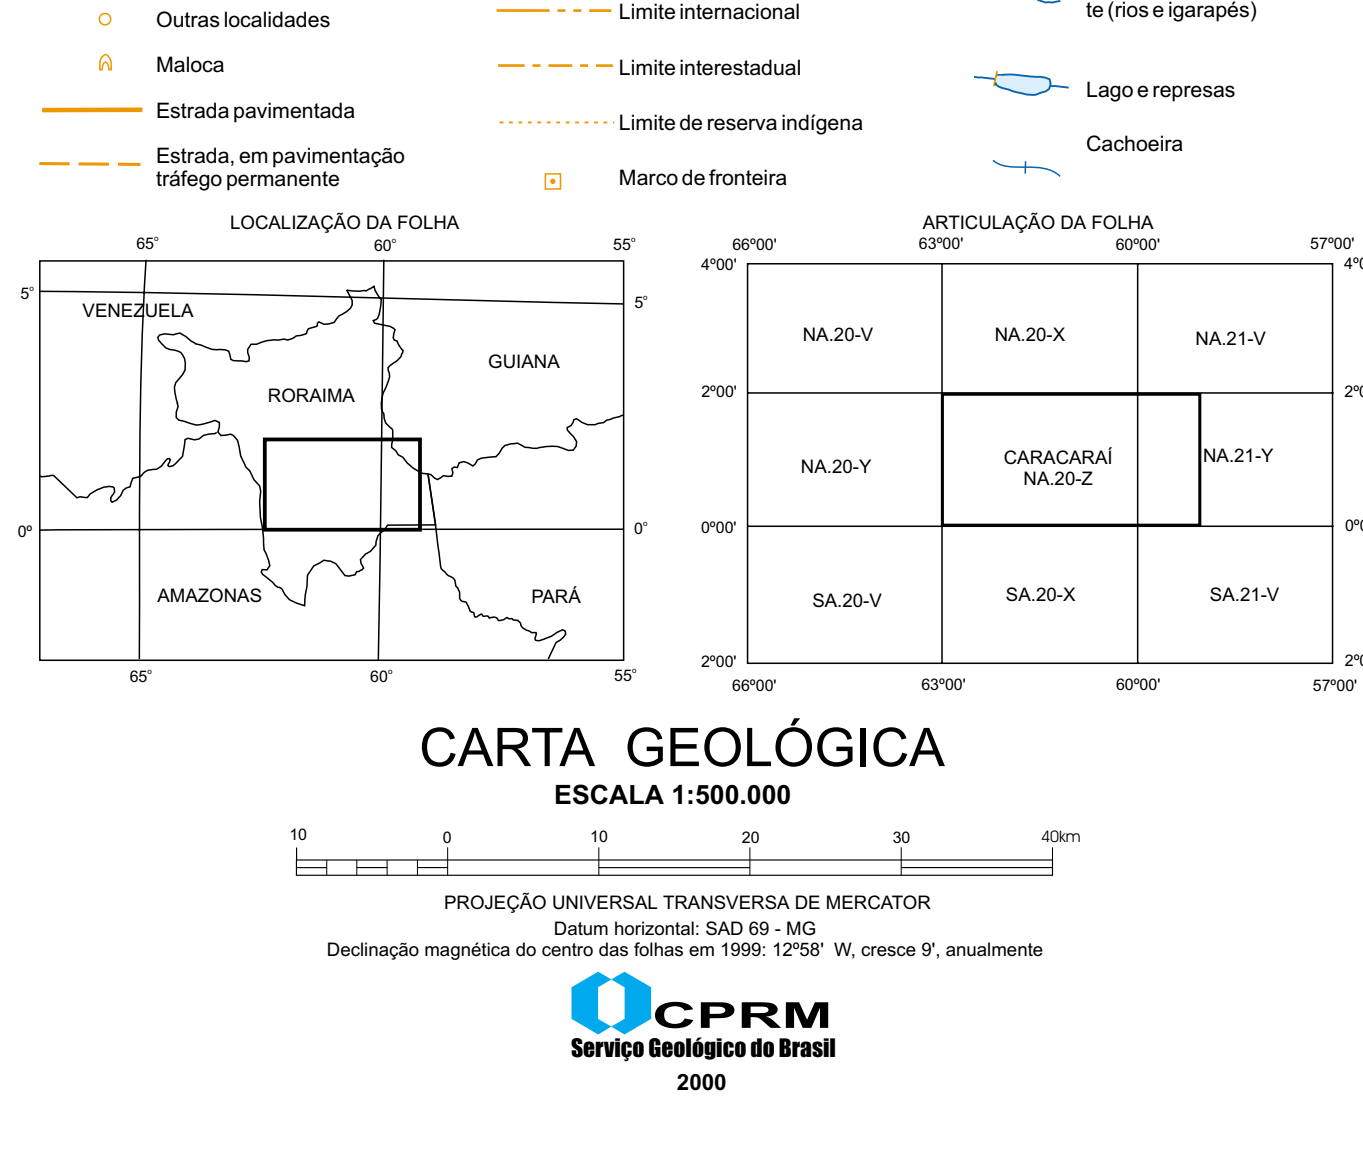 Outras localidades
Maloca
Estrada pavimentada
Estrada, em pavimentação
tráfego permanente
Limite internacional
Limite interestadual
Limite de reserva indígena
Marco de fronteira
te (rios e igarapés)
Lago e represas
Cachoeira
LOCALIZAÇÃO DA FOLHA
65° 60° 55°
5° 5°
VENEZUELA
GUIANA
RORAIMA
0° 0°
AMAZONAS PARÁ
65° 60° 55°
ARTICULAÇÃO DA FOLHA
66°00' 63°00' 60°00' 57°00'
4°00'
NA.20-V NA.20-X NA.21-V
2°00'
NA.20-Y CARACARAÍ NA.21-Y
NA.20-Z
0°00'
SA.20-V SA.20-X SA.21-V
2°00'
66°00' 63°00' 60°00' 57°00'
CARTA GEOLÓGICA
ESCALA 1:500.000
10 0 10 20 30 40km
PROJEÇÃO UNIVERSAL TRANSVERSA DE MERCATOR
Datum horizontal: SAD 69 - MG
Declinação magnética do centro das folhas em 1999: 12º58' W, cresce 9', anualmente
CPRM
Serviço Geológico do Brasil
2000